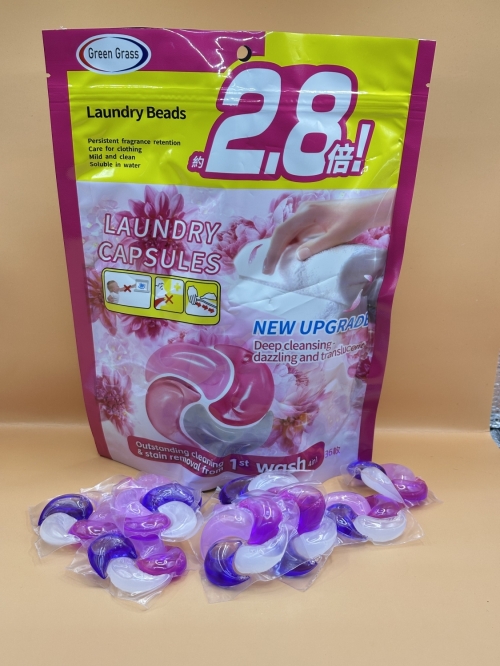 Green Grass
Laundry Beads
Persistent fragrance retention
Care for clothing
Mild and clean
Soluble in water
約2.8倍!
LAUNDRY
CAPSULES
NEW UPGRADE
Deep cleansing
dazzling and translucent
Outstanding cleaning
& stain removal from 1st wash